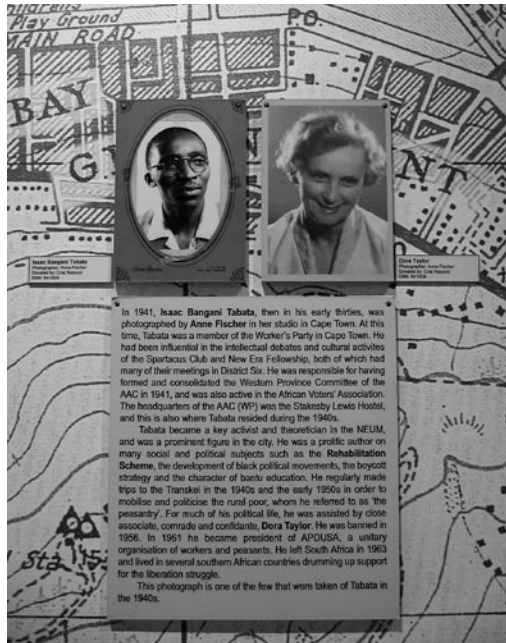 Play Ground
MAIN ROAD
P.O.
BAY
Isaac Bangani Tabata
Photographer: Anne Fischer
Dora Taylor
Photographer: Anne Fischer
In 1941, Isaac Bangani Tabata, then in his early thirties, was
photographed by Anne Fischer in her studio in Cape Town. At this
time, Tabata was a member of the Worker's Party in Cape Town. He
had been influential in the intellectual debates and cultural activites
of the Spartacus Club and New Era Fellowship, both of which had
many of their meetings in District Six. He was responsible for having
formed and consolidated the Western Province Committee of the
AAC in 1941, and was also active in the African Voters' Association.
The headquarters of the AAC (WP) was the Stakesby Lewis Hostel,
and this is also where Tabata resided during the 1940s.
Tabata became a key activist and theoretician in the NEUM,
and was a prominent figure in the city. He was a prolific author on
many social and political subjects such as the Rehabilitation
Scheme, the development of black political movements, the boycott
strategy and the character of bantu education. He regularly made
trips to the Transkei in the 1940s and the early 1950s in order to
mobilise and politicise the rural poor, whom he referred to as 'the
peasantry'. For much of his political life, he was assisted by close
associate, comrade and confidante, Dora Taylor. He was banned in
1956. In 1961 he became president of APDUSA, a unitary
organisation of workers and peasants. He left South Africa in 1963
and lived in several southern African countries drumming up support
for the liberation struggle.
This photograph is one of the few that were taken of Tabata in
the 1940s.